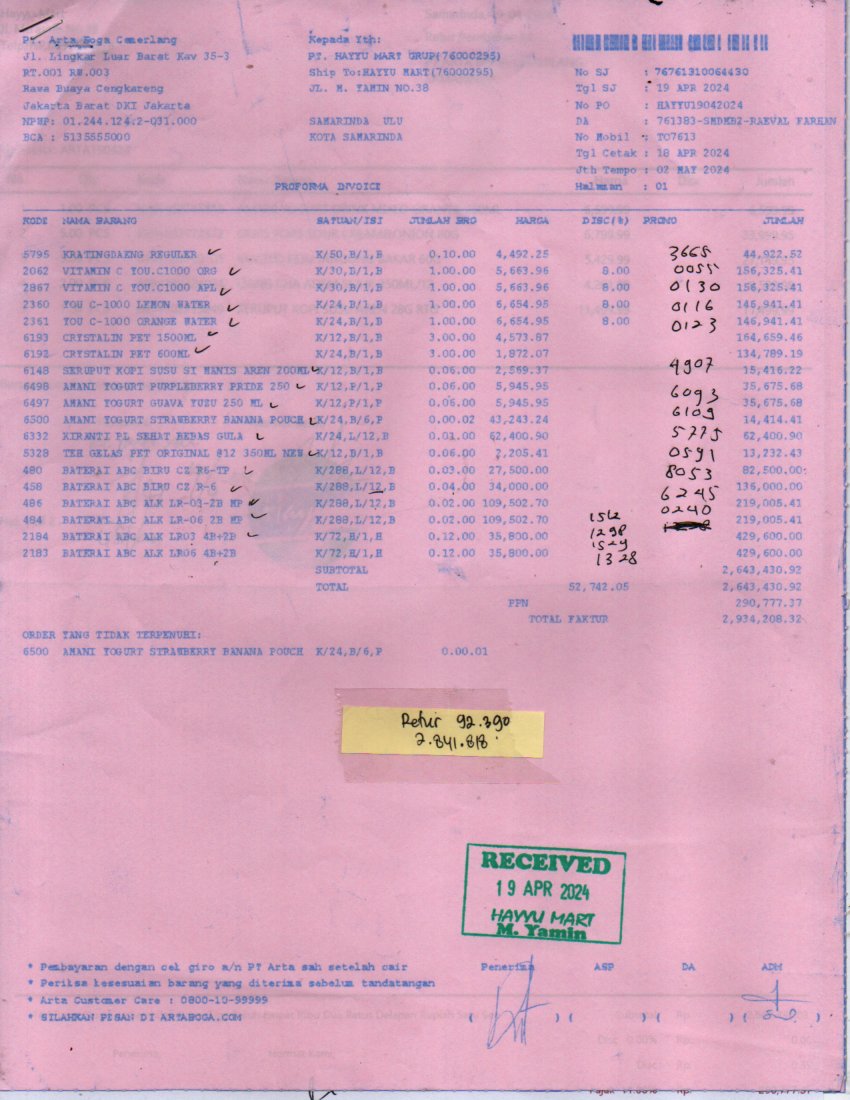 PT. Arta Boga Cemerlang
Jl. Lingkar Luar Barat Kav 35-3
RT.001 RW.003
Rawa Buaya Cengkareng
Jakarta Barat DKI Jakarta
NPWP: 01.244.124.2-031.000
BCA : 5135555000
Kepada Yth:
PT. HAYYU MART GRUP(76000295)
Ship To:HAYYU MART(76000295)
JL. M. YAMIN NO.38
SAMARINDA ULU
KOTA SAMARINDA
No SJ : 76761310064430
Tgl SJ : 19 APR 2024
No PO : HAYYU19042024
DA : 761383-SMDMB2-RAEVAL FARHAN
No Mobil : TC7613
Tgl Cetak : 18 APR 2024
Jth Tempo : 02 MAY 2024
Halaman : 01
PROFORMA INVOICE
KODE NAMA BARANG SATUAN/ISI JUMLAH BRG HARGA DISC(%) PROMO JUMLAH
5795 KRATINGDAENG REGULER K/50,B/1,B 0.10.00 4,492.25 3665 44,922.52
2062 VITAMIN C YOU.C1000 ORG K/30,B/1,B 1.00.00 5,663.96 8.00 0055 156,325.41
2867 VITAMIN C YOU.C1000 APL K/30,B/1,B 1.00.00 5,663.96 8.00 0130 156,325.41
2360 YOU C-1000 LEMON WATER K/24,B/1,B 1.00.00 6,654.95 8.00 0116 146,941.41
2361 YOU C-1000 ORANGE WATER K/24,B/1,B 1.00.00 6,654.95 8.00 0123 146,941.41
6193 CRYSTALIN PET 1500ML K/12,B/1,B 3.00.00 4,573.87 164,659.46
6192 CRYSTALIN PET 600ML K/24,B/1,B 3.00.00 1,872.07 134,789.19
6148 SERUPUT KOPI SUSU SI MANIS AREN 200ML K/12,B/1,B 0.06.00 2,569.37 4907 15,416.22
6498 AMANI YOGURT PURPLEBERRY PRIDE 250 K/12,P/1,P 0.06.00 5,945.95 35,675.68
6497 AMANI YOGURT GUAVA YUZU 250 ML K/12,P/1,P 0.06.00 5,945.95 6093 35,675.68
6500 AMANI YOGURT STRAWBERRY BANANA POUCH K/24,B/6,P 0.00.02 43,243.24 6109 14,414.41
6332 KIRANTI PL SEHAT BEBAS GULA K/24,L/12,B 0.01.00 62,400.90 5775 62,400.90
5328 TEH GELAS PET ORIGINAL @12 350ML NEW K/12,B/1,B 0.06.00 2,205.41 0591 13,232.43
480 BATERAI ABC BIRU CZ R6-TP K/288,L/12,B 0.03.00 27,500.00 8053 82,500.00
458 BATERAI ABC BIRU CZ R-6 K/288,L/12,B 0.04.00 34,000.00 6245 136,000.00
486 BATERAI ABC ALK LR-03-2B MP K/288,L/12,B 0.02.00 109,502.70 0240 219,005.41
484 BATERAI ABC ALK LR-06 2B MP K/288,L/12,B 0.02.00 109,502.70 1512 219,005.41
2184 BATERAI ABC ALK LR03 4B+2B K/72,H/1,H 0.12.00 35,800.00 1298 429,600.00
1529
2183 BATERAI ABC ALK LR06 4B+2B K/72,H/1,H 0.12.00 35,800.00 1328 429,600.00
SUBTOTAL 2,643,430.92
TOTAL 52,742.05 2,643,430.92
PPN 290,777.37
TOTAL FAKTUR 2,934,208.32
ORDER YANG TIDAK TERPENUHI:
6500 AMANI YOGURT STRAWBERRY BANANA POUCH K/24,B/6,P 0.00.01
Retur 92.390
2.841.818
RECEIVED
19 APR 2024
HAYYU MART
M. Yamin
* Pembayaran dengan cek giro a/n PT Arta sah setelah cair
* Periksa kesesuaian barang yang diterima sebelum tandatangan
* Arta Customer Care : 0800-10-99999
* SILAHKAN PESAN DI ARTABOGA.COM
Penerima ASP DA ADM
( ) ( ) ( ) ( )